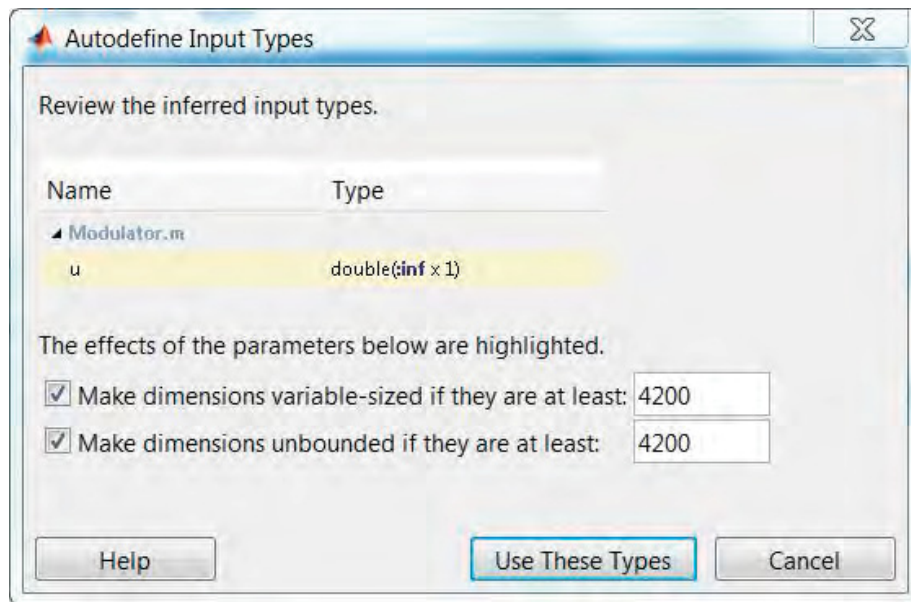 Autodefine Input Types
Review the inferred input types.
Name Type
Modulator.m
u double(:inf x 1)
The effects of the parameters below are highlighted.
Make dimensions variable-sized if they are at least: 4200
Make dimensions unbounded if they are at least: 4200
Help Use These Types Cancel